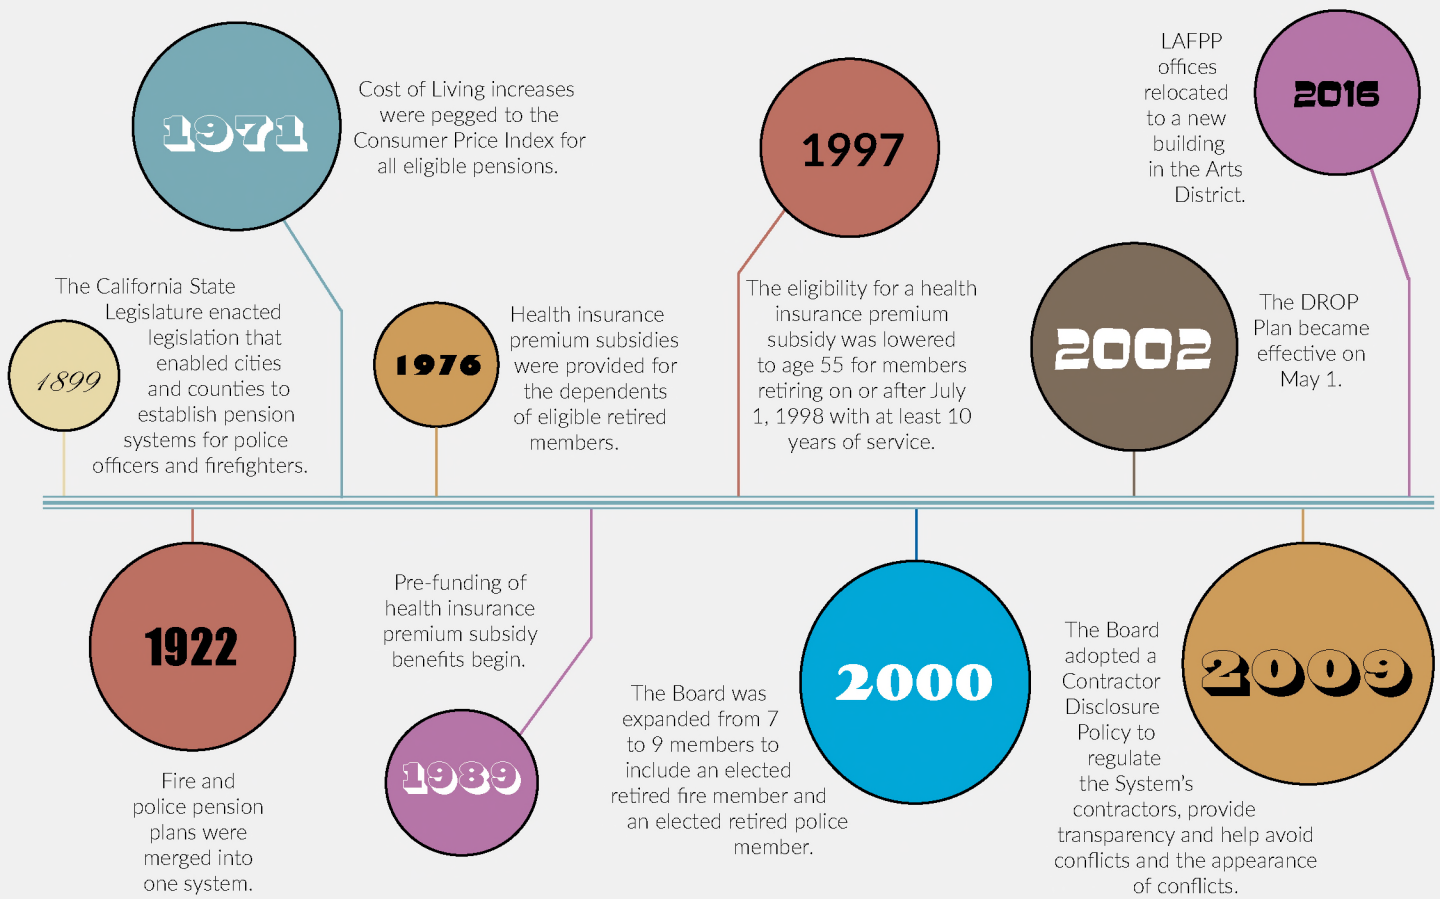 1899
The California State
Legislature enacted
legislation that
enabled cities
and counties to
establish pension
systems for police
officers and firefighters.
1922
Fire and
police pension
plans were
merged into
one system.
1971
Cost of Living increases
were pegged to the
Consumer Price Index for
all eligible pensions.
1976
Health insurance
premium subsidies
were provided for
the dependents
of eligible retired
members.
1989
Pre-funding of
health insurance
premium subsidy
benefits begin.
1997
The eligibility for a health
insurance premium
subsidy was lowered
to age 55 for members
retiring on or after July
1, 1998 with at least 10
years of service.
2000
The Board was
expanded from 7
to 9 members to
include an elected
retired fire member and
an elected retired police
member.
2002
The DROP
Plan became
effective on
May 1.
2009
The Board
adopted a
Contractor
Disclosure
Policy to
regulate
the System's
contractors, provide
transparency and help avoid
conflicts and the appearance
of conflicts.
2016
LAFPP
offices
relocated
to a new
building
in the Arts
District.